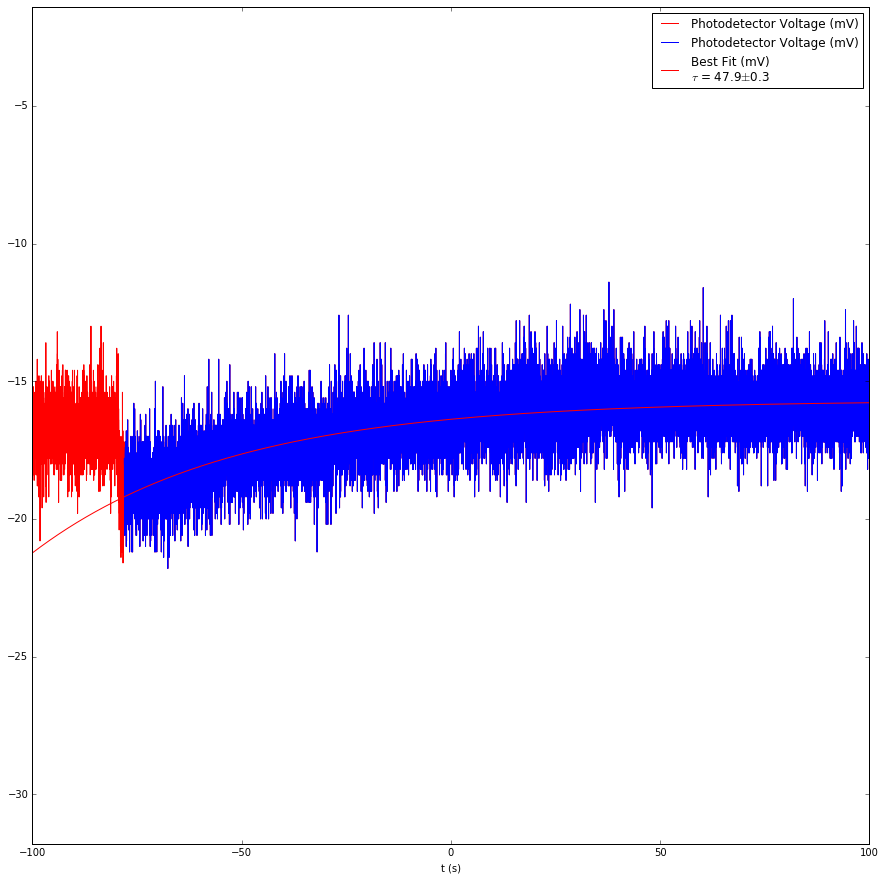 Photodetector Voltage (mV)
Photodetector Voltage (mV)
Best Fit (mV)
τ = 47.9±0.3
−5
−10
−15
−20
−25
−30
−100
−50
0
50
100
t (s)